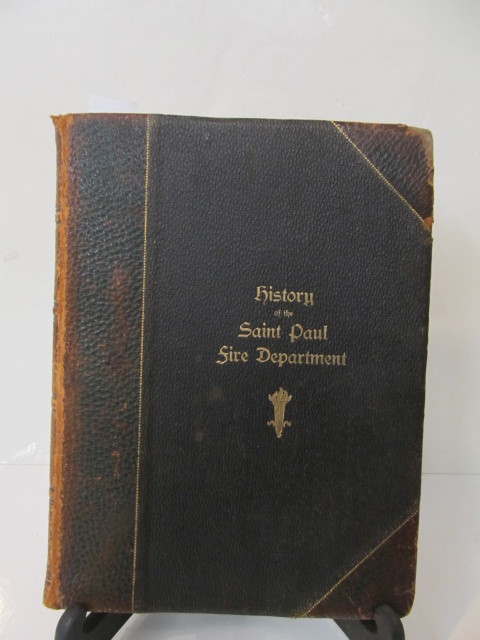 History
of the
Saint Paul
Fire Department